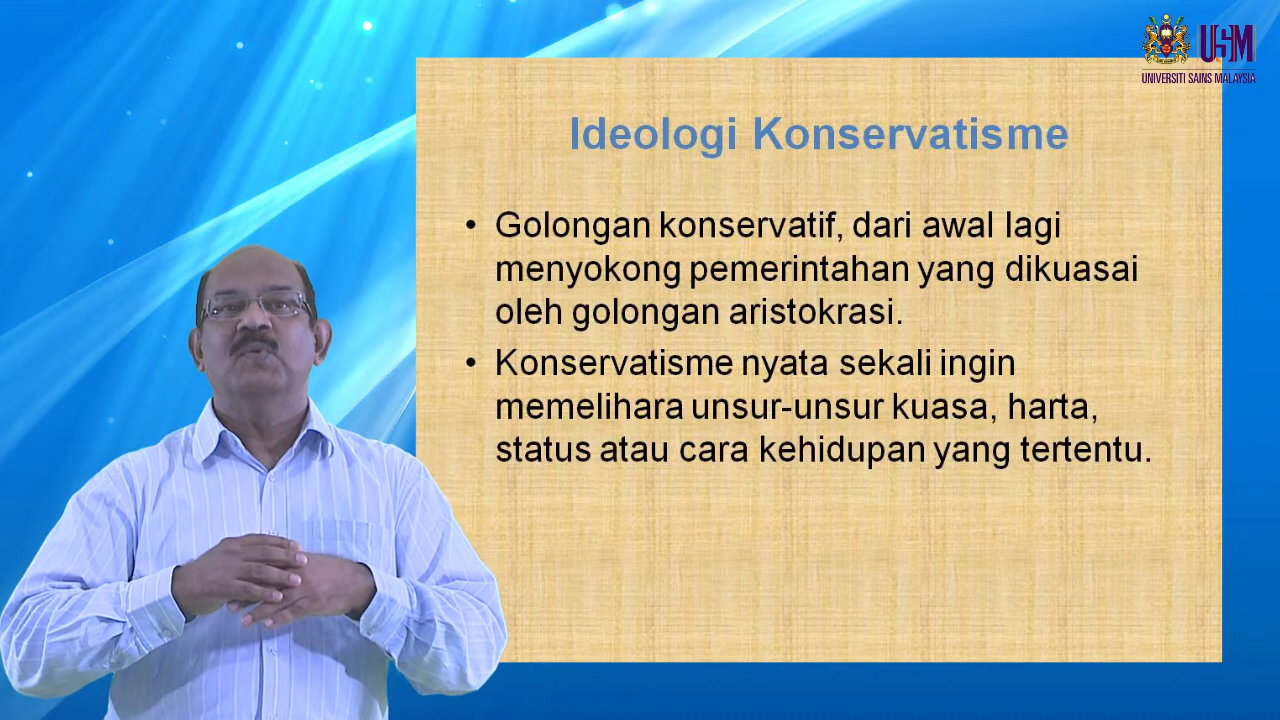 USM
UNIVERSITI SAINS MALAYSIA
Ideologi Konservatisme
• Golongan konservatif, dari awal lagi
menyokong pemerintahan yang dikuasai
oleh golongan aristokrasi.
• Konservatisme nyata sekali ingin
memelihara unsur-unsur kuasa, harta,
status atau cara kehidupan yang tertentu.